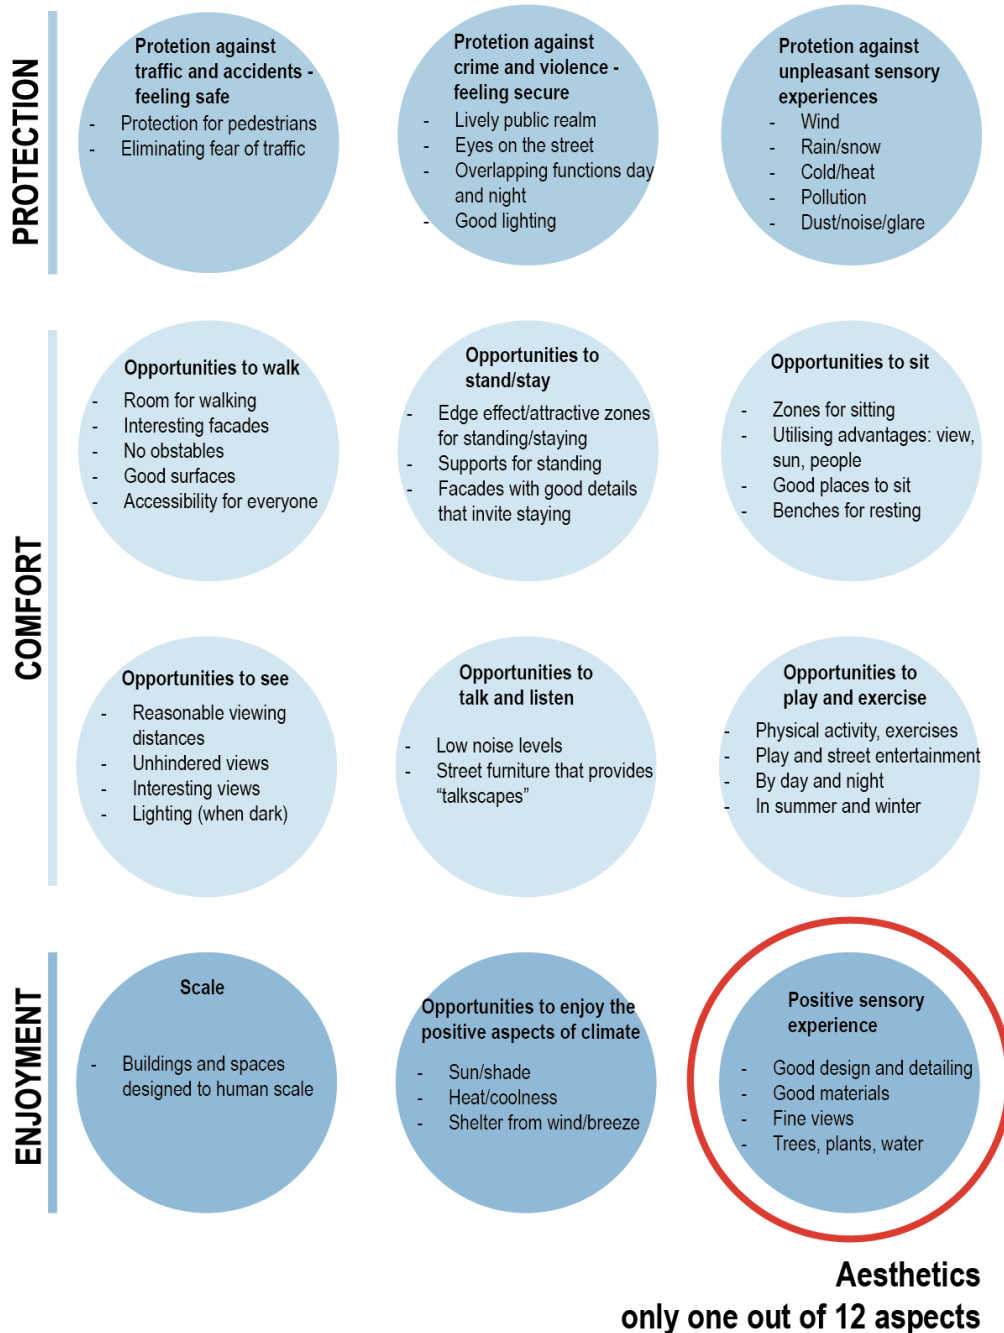 PROTECTION
Protetion against
traffic and accidents -
feeling safe
- Protection for pedestrians
- Eliminating fear of traffic
Protetion against
crime and violence -
feeling secure
- Lively public realm
- Eyes on the street
- Overlapping functions day
and night
- Good lighting
Protetion against
unpleasant sensory
experiences
- Wind
- Rain/snow
- Cold/heat
- Pollution
- Dust/noise/glare
COMFORT
Opportunities to walk
- Room for walking
- Interesting facades
- No obstables
- Good surfaces
- Accessibility for everyone
Opportunities to
stand/stay
- Edge effect/attractive zones
for standing/staying
- Supports for standing
- Facades with good details
that invite staying
Opportunities to sit
- Zones for sitting
- Utilising advantages: view,
sun, people
- Good places to sit
- Benches for resting
Opportunities to see
- Reasonable viewing
distances
- Unhindered views
- Interesting views
- Lighting (when dark)
Opportunities to
talk and listen
- Low noise levels
- Street furniture that provides
“talkscapes”
Opportunities to
play and exercise
- Physical activity, exercises
- Play and street entertainment
- By day and night
- In summer and winter
ENJOYMENT
Scale
- Buildings and spaces
designed to human scale
Opportunities to enjoy the
positive aspects of climate
- Sun/shade
- Heat/coolness
- Shelter from wind/breeze
Positive sensory
experience
- Good design and detailing
- Good materials
- Fine views
- Trees, plants, water
Aesthetics
only one out of 12 aspects